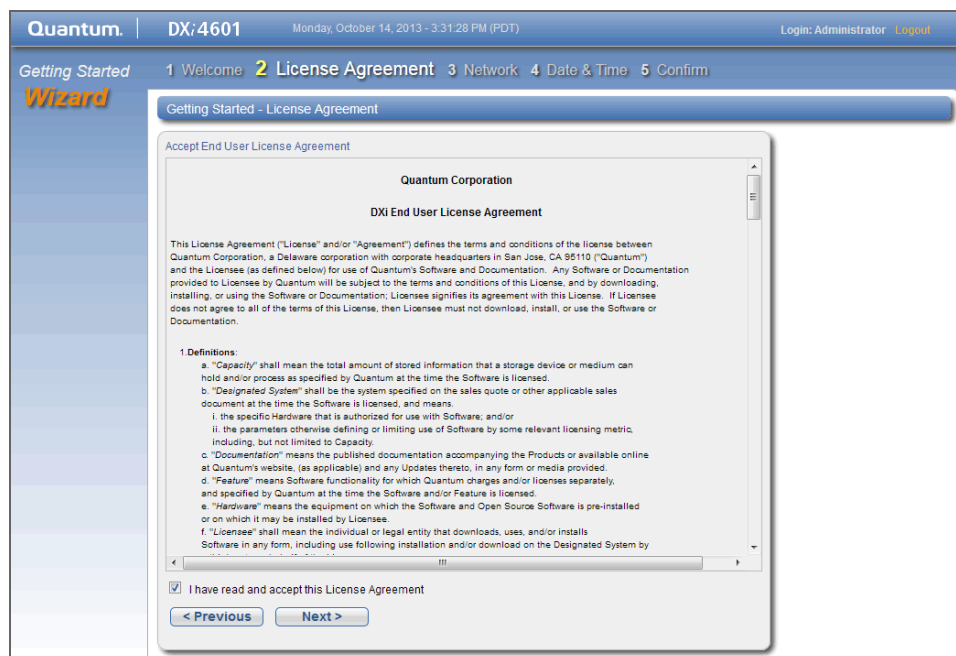 Quantum. DXi4601 Monday, October 14, 2013 - 3:31:28 PM (PDT) Login: Administrator Logout
Getting Started
Wizard
1 Welcome 2 License Agreement 3 Network 4 Date & Time 5 Confirm
Getting Started - License Agreement
Accept End User License Agreement
Quantum Corporation
DXi End User License Agreement
This License Agreement ("License" and/or "Agreement") defines the terms and conditions of the license between
Quantum Corporation, a Delaware corporation with corporate headquarters in San Jose, CA 95110 ("Quantum")
and the Licensee (as defined below) for use of Quantum's Software and Documentation. Any Software or Documentation
provided to Licensee by Quantum will be subject to the terms and conditions of this License, and by downloading,
installing, or using the Software or Documentation; Licensee signifies its agreement with this License. If Licensee
does not agree to all of the terms of this License, then Licensee must not download, install, or use the Software or
Documentation.
1.Definitions:
a. "Capacity" shall mean the total amount of stored information that a storage device or medium can
hold and/or process as specified by Quantum at the time the Software is licensed.
b. "Designated System" shall be the system specified on the sales quote or other applicable sales
document at the time the Software is licensed, and means.
i. the specific Hardware that is authorized for use with Software; and/or
ii. the parameters otherwise defining or limiting use of Software by some relevant licensing metric,
including, but not limited to Capacity.
c. "Documentation" means the published documentation accompanying the Products or available online
at Quantum's website, (as applicable) and any Updates thereto, in any form or media provided.
d. "Feature" means Software functionality for which Quantum charges and/or licenses separately,
and specified by Quantum at the time the Software and/or Feature is licensed.
e. "Hardware" means the equipment on which the Software and Open Source Software is pre-installed
or on which it may be installed by Licensee.
f. "Licensee" shall mean the individual or legal entity that downloads, uses, and/or installs
Software in any form, including use following installation and/or download on the Designated System by
I have read and accept this License Agreement
< Previous Next >